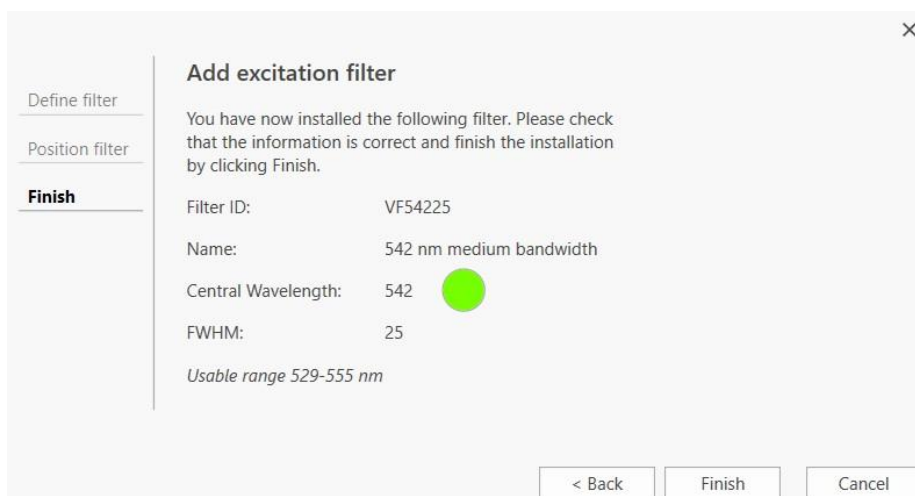 ×
Define filter
Position filter
Finish
Add excitation filter
You have now installed the following filter. Please check
that the information is correct and finish the installation
by clicking Finish.
Filter ID: VF54225
Name: 542 nm medium bandwidth
Central Wavelength: 542
FWHM: 25
Usable range 529-555 nm
< Back Finish Cancel